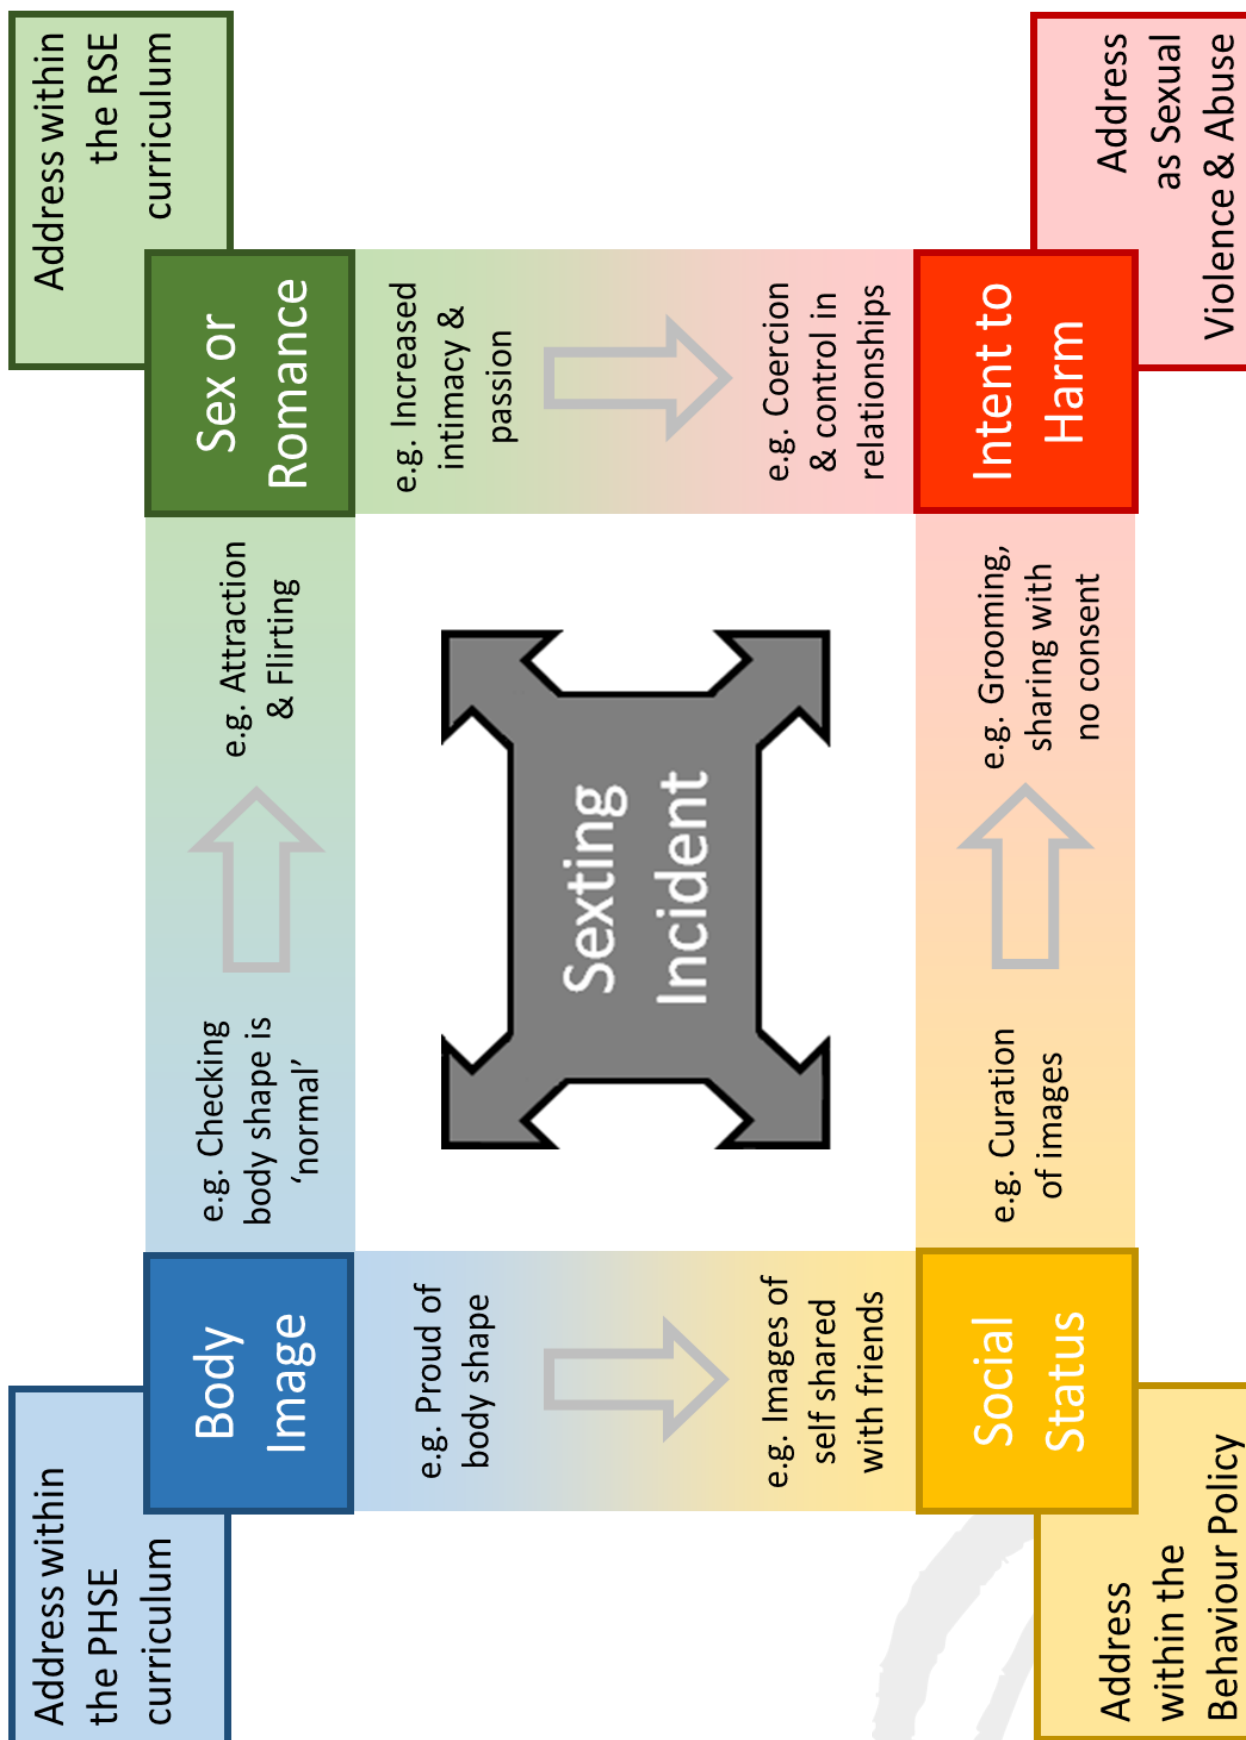 Address within
the PHSE
curriculum
Body
Image
e.g. Checking
body shape is
‘normal’
e.g. Attraction
& Flirting
Sex or
Romance
Address within
the RSE
curriculum
e.g. Proud of
body shape
e.g. Images of
self shared
with friends
Sexting
Incident
e.g. Increased
intimacy &
passion
e.g. Coercion
& control in
relationships
Social
Status
e.g. Curation
of images
e.g. Grooming,
sharing with
no consent
Intent to
Harm
Address
within the
Behaviour Policy
Address
as Sexual
Violence & Abuse